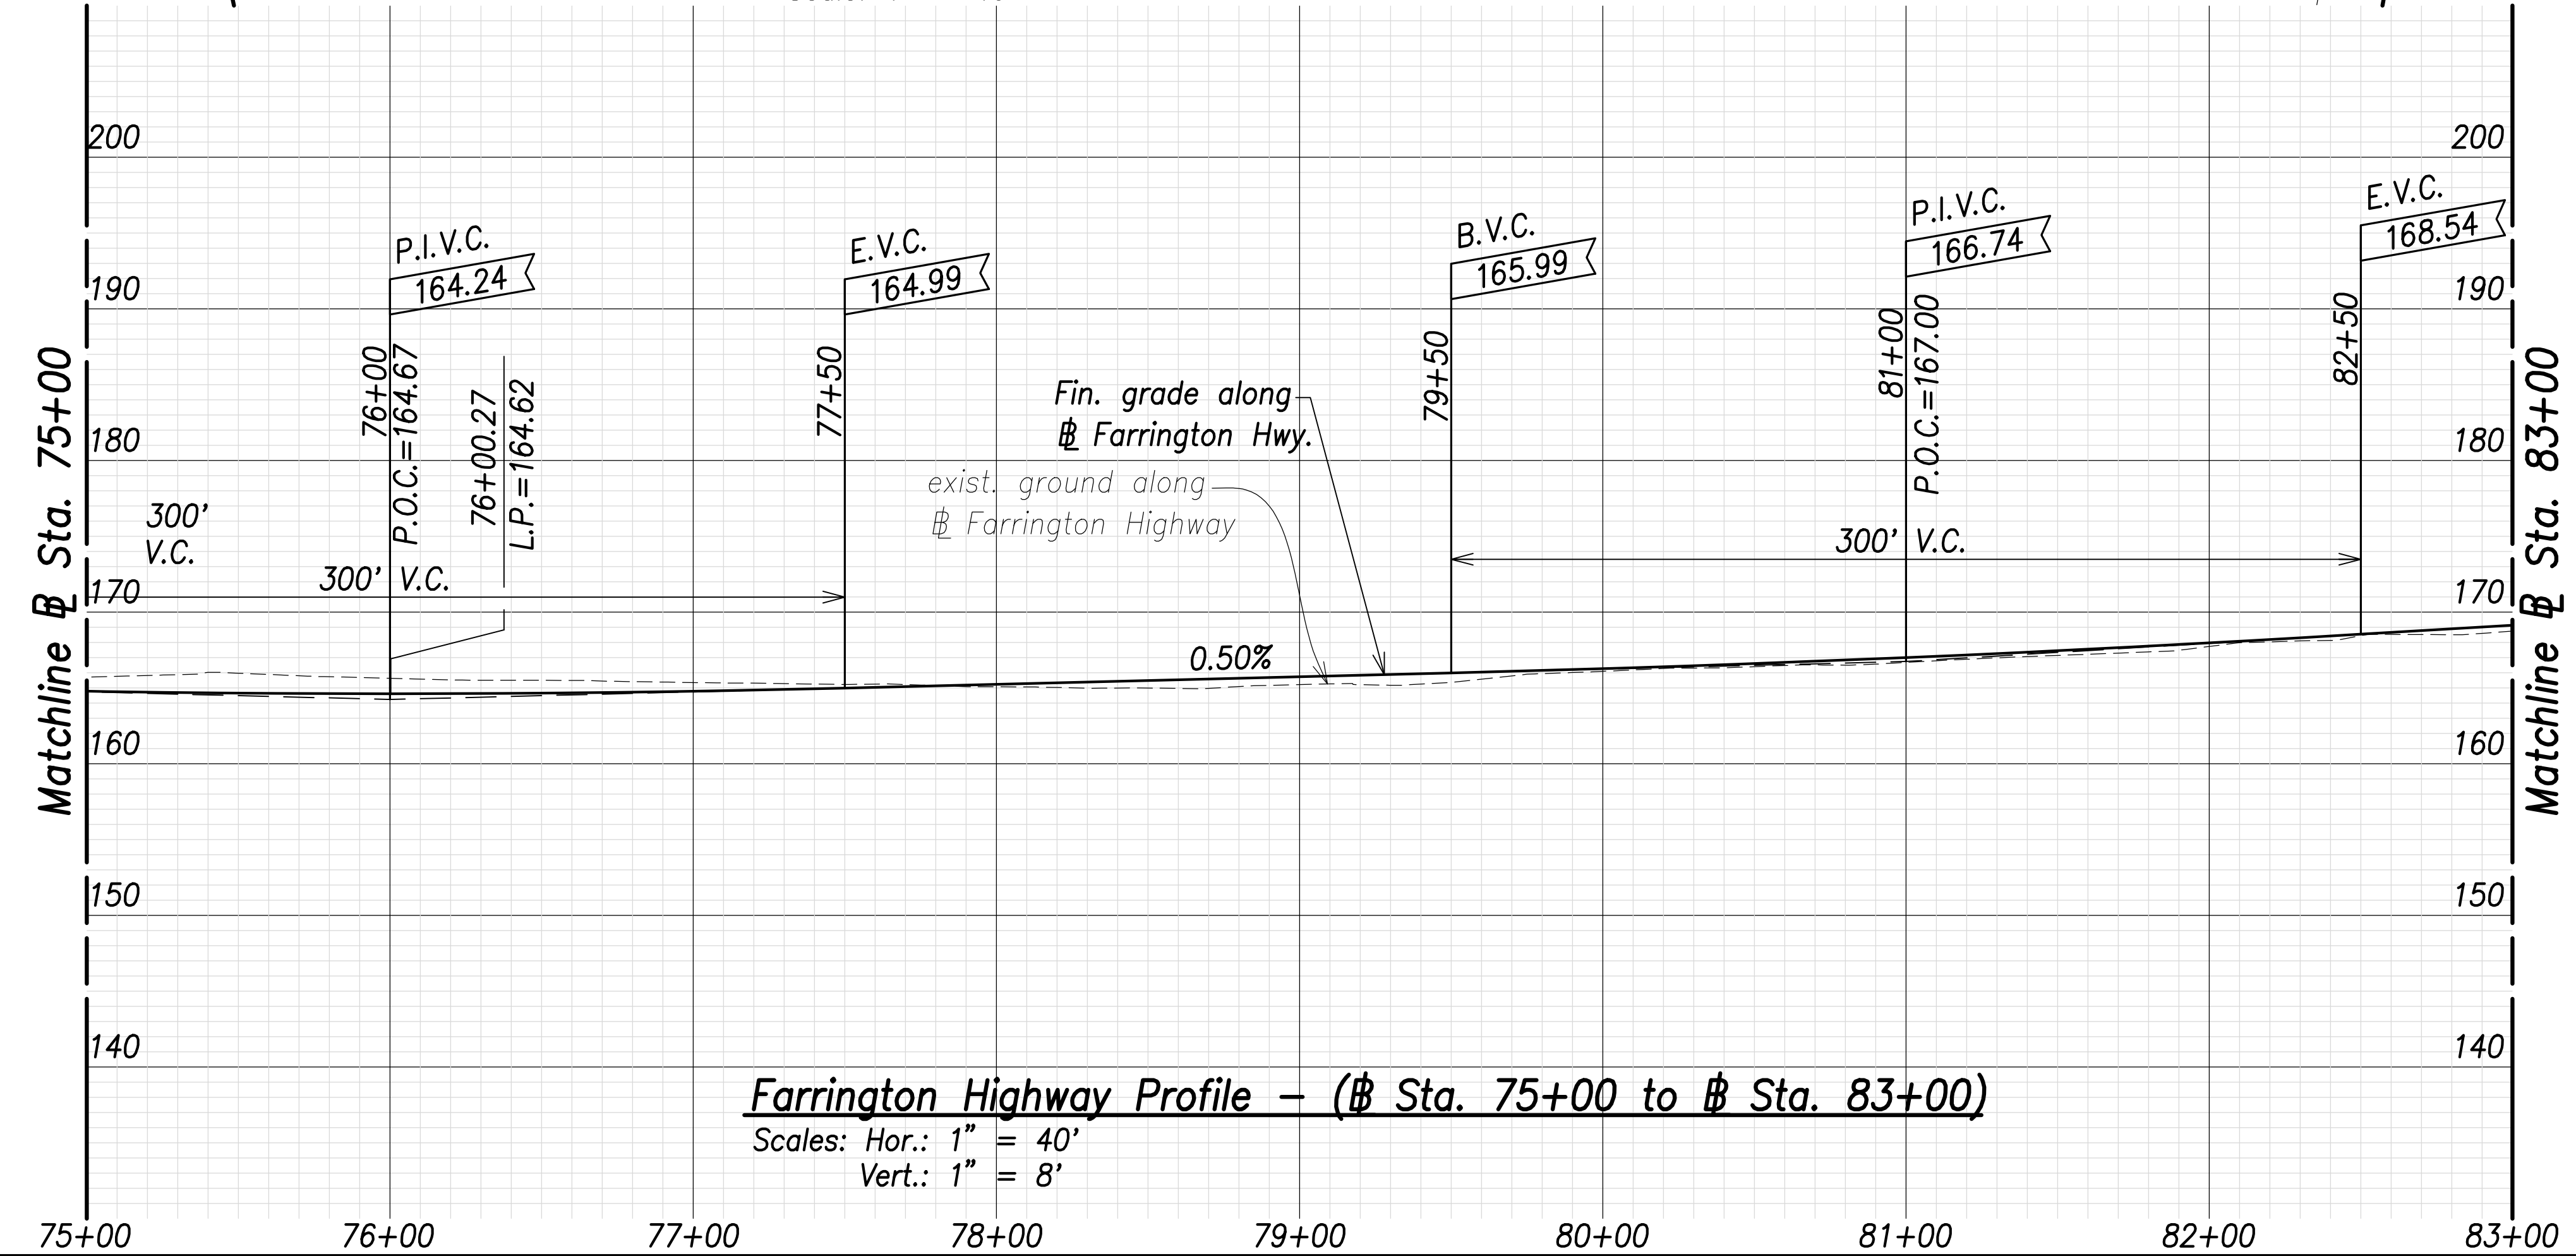 200
200
190
190
180
180
170
170
160
160
150
150
140
140
Matchline ⅊ Sta. 75+00
Matchline ⅊ Sta. 83+00
P.I.V.C.
164.24
76+00
P.O.C.=164.67
76+00.27
L.P.=164.62
300'
V.C.
300' V.C.
E.V.C.
164.99
77+50
Fin. grade along
⅊ Farrington Hwy.
exist. ground along
⅊ Farrington Highway
0.50%
B.V.C.
165.99
79+50
P.I.V.C.
166.74
81+00
P.O.C.=167.00
300' V.C.
E.V.C.
168.54
82+50
Farrington Highway Profile - (⅊ Sta. 75+00 to ⅊ Sta. 83+00)
Scales: Hor.: 1" = 40'
Vert.: 1" = 8'
75+00 76+00 77+00 78+00 79+00 80+00 81+00 82+00 83+00